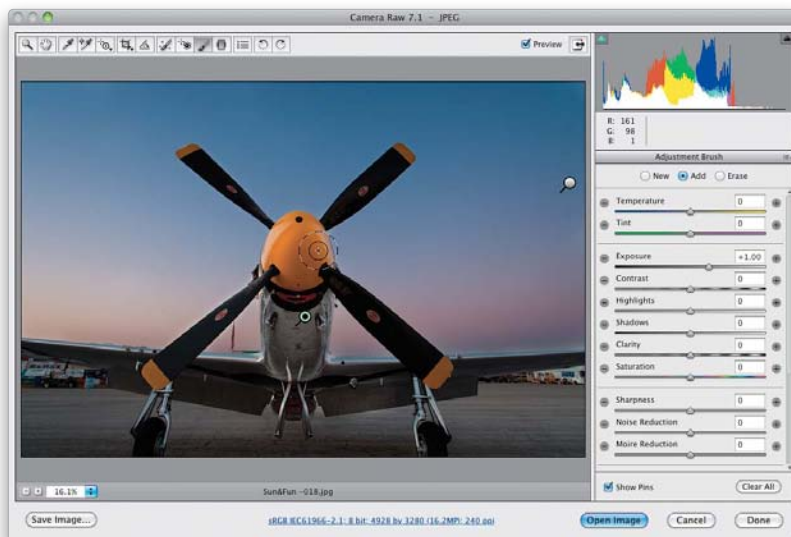 Camera Raw 7.1 – JPEG
Preview
R: 161
G: 98
B: 1
Adjustment Brush
New Add Erase
Temperature 0
Tint 0
Exposure +1.00
Contrast 0
Highlights 0
Shadows 0
Clarity 0
Saturation 0
Sharpness 0
Noise Reduction 0
Moire Reduction 0
16.1%
Sun&Fun -018.jpg
Show Pins
Clear All
Save Image...
sRGB IEC61966-2.1; 8 bit; 4928 by 3280 (16.2MP); 240 ppi
Open Image
Cancel
Done